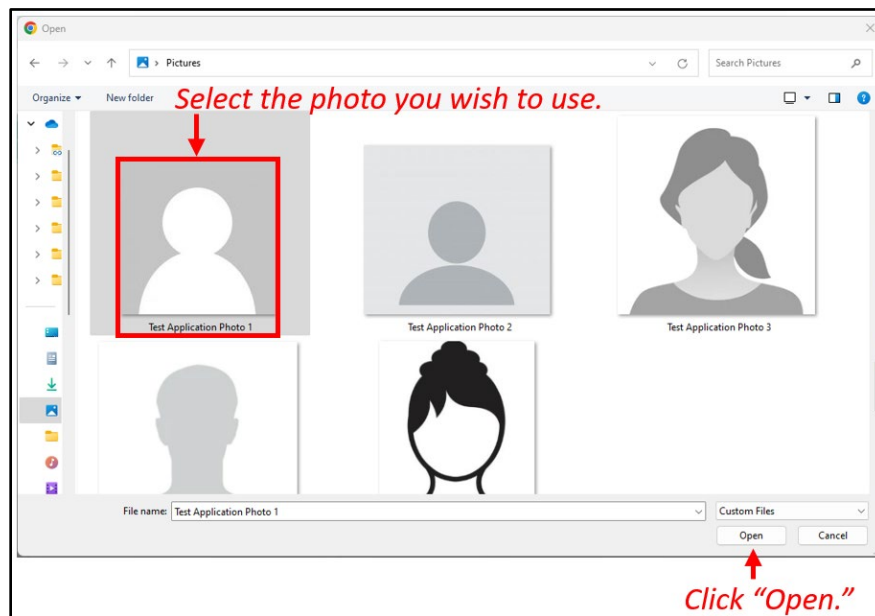 Open
Pictures
Search Pictures
Organize
New folder
Select the photo you wish to use.
Test Application Photo 1
Test Application Photo 2
Test Application Photo 3
File name:
Test Application Photo 1
Custom Files
Open
Cancel
Click “Open.”